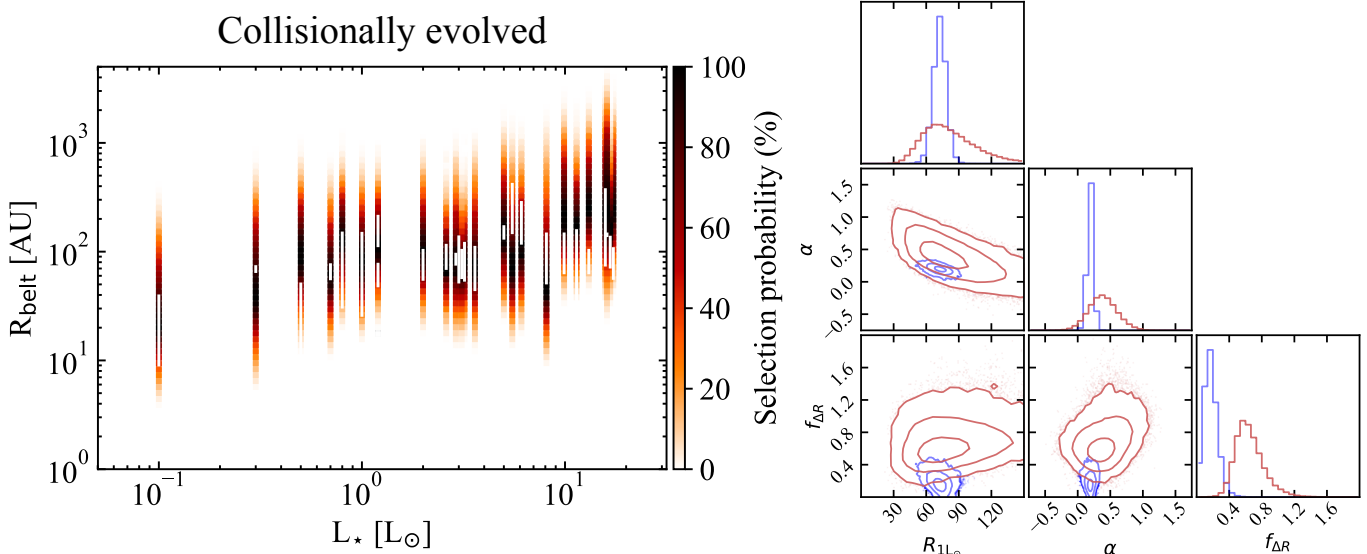 Collisionally evolved
R_belt [AU]
10³
10²
10¹
10⁰
10⁻¹ 10⁰ 10¹
L⋆ [L⊙]
100
80
60
40
20
0
Selection probability (%)
α
1.5
1.0
0.5
0.0
−0.5
f_ΔR
1.6
1.2
0.8
0.4
30 60 90 120
−0.5 0.0 0.5 1.0 1.5
0.4 0.8 1.2 1.6
R_1L⊙ α f_ΔR